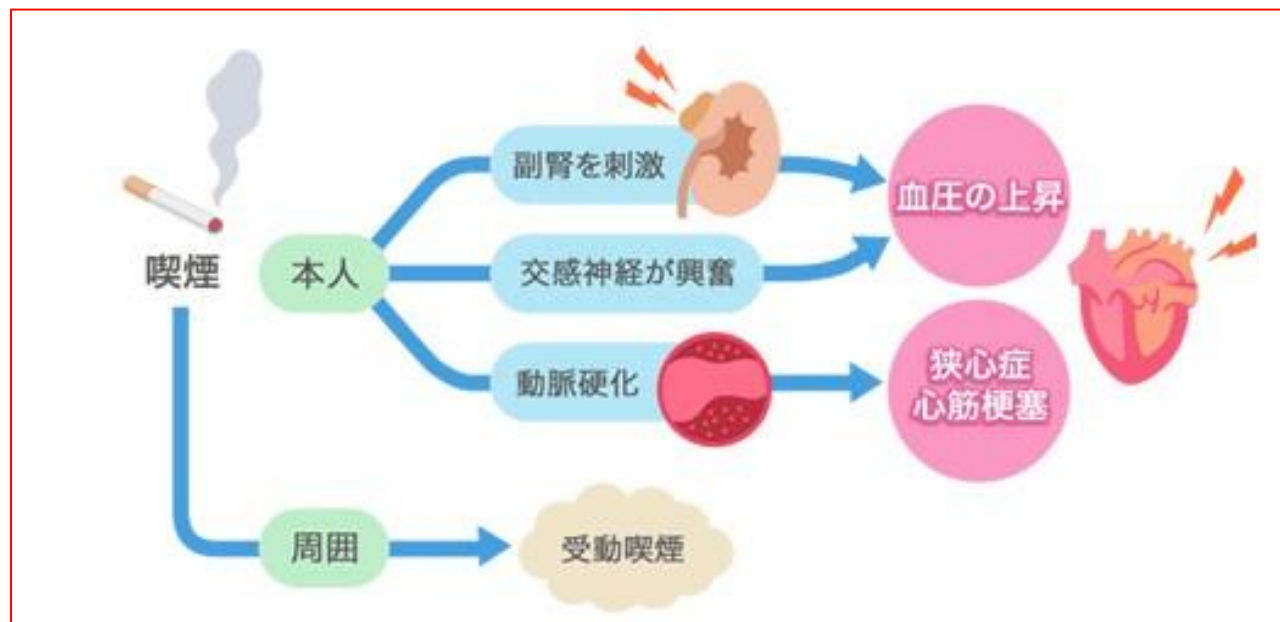 喫煙
本人
副腎を刺激
交感神経が興奮
動脈硬化
血圧の上昇
狭心症
心筋梗塞
周囲
受動喫煙